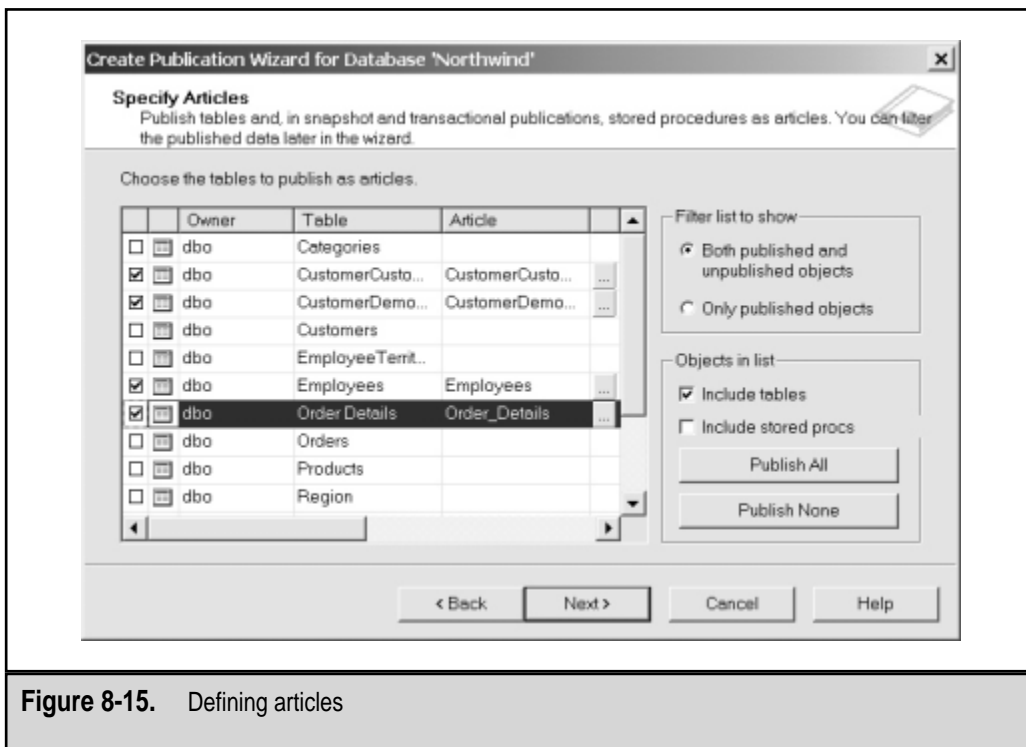 Create Publication Wizard for Database 'Northwind'
Specify Articles
Publish tables and, in snapshot and transactional publications, stored procedures as articles. You can filter
the published data later in the wizard.
Choose the tables to publish as articles.
Owner Table Article
dbo Categories
dbo CustomerCusto... CustomerCusto... ...
dbo CustomerDemo... CustomerDemo... ...
dbo Customers
dbo EmployeeTerrit...
dbo Employees Employees ...
dbo Order Details Order_Details ...
dbo Orders
dbo Products
dbo Region
Filter list to show
Both published and
unpublished objects
Only published objects
Objects in list
Include tables
Include stored procs
Publish All
Publish None
< Back Next > Cancel Help
Figure 8-15. Defining articles